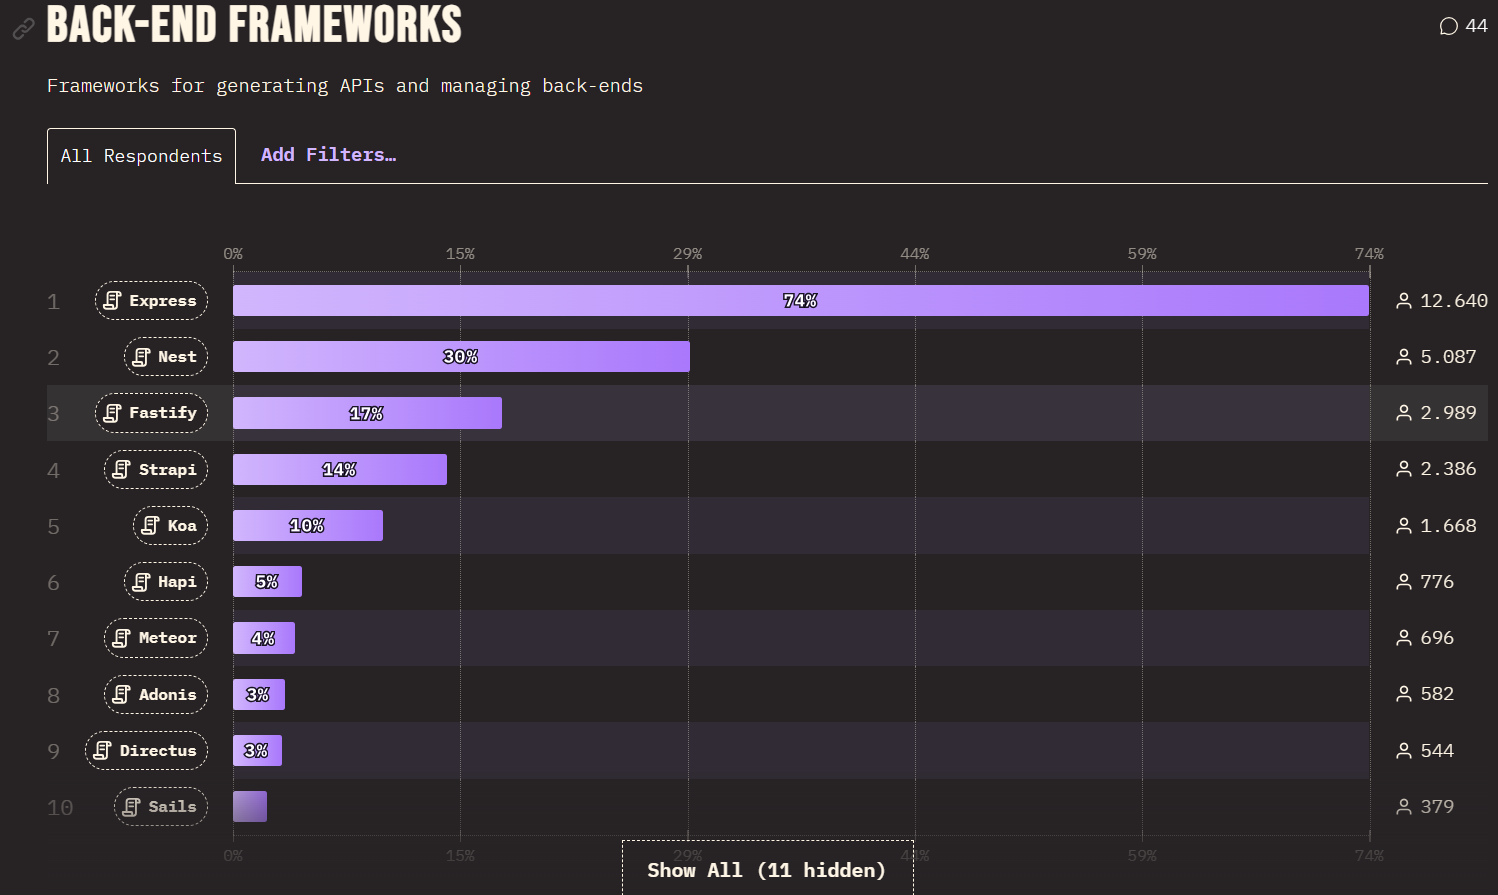 BACK-END FRAMEWORKS
44
Frameworks for generating APIs and managing back-ends
All Respondents
Add Filters…
0% 15% 29% 44% 59% 74%
1 Express 74% 12.640
2 Nest 30% 5.087
3 Fastify 17% 2.989
4 Strapi 14% 2.386
5 Koa 10% 1.668
6 Hapi 5% 776
7 Meteor 4% 696
8 Adonis 3% 582
9 Directus 3% 544
10 Sails 379
0% 15% 29% 44% 59% 74%
Show All (11 hidden)